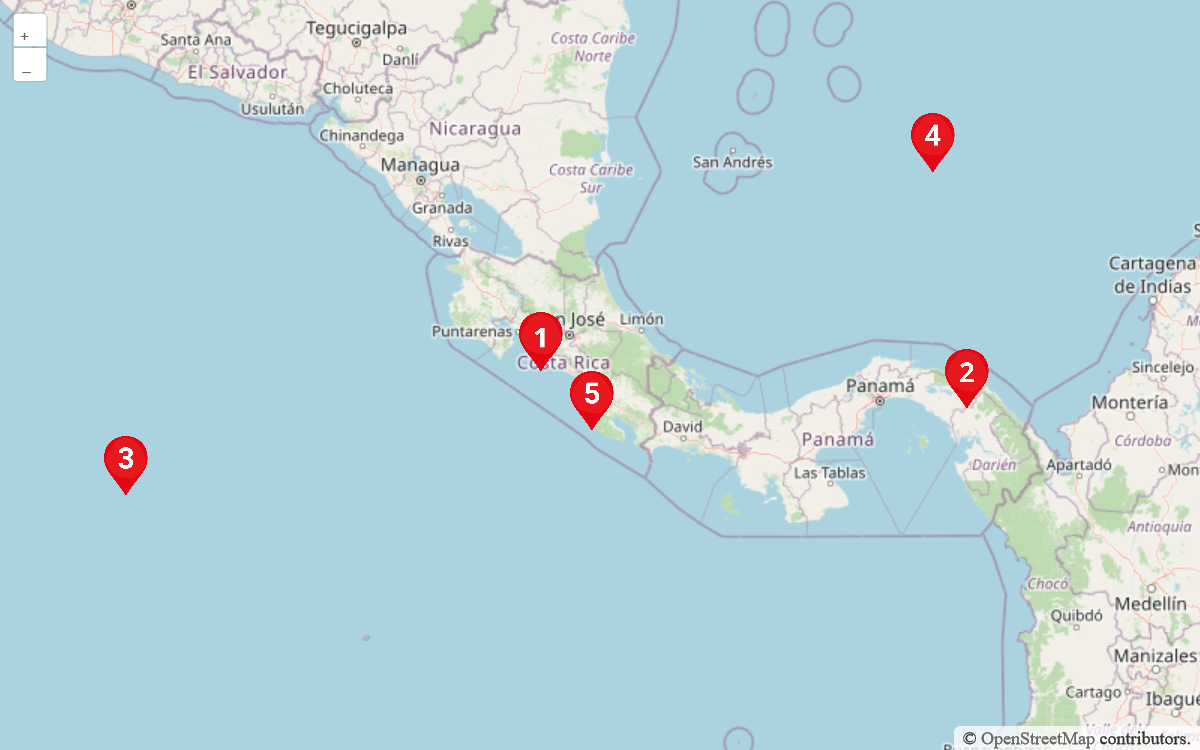 +
–
Santa Ana
Tegucigalpa
Danlí
El Salvador
Choluteca
Usulután
Costa Caribe
Norte
Chinandega
Nicaragua
Managua
Costa Caribe
Sur
Granada
Rivas
San Andrés
4
Cartagena
de Indias
Puntarenas
José
Limón
1
Costa Rica
5
2
Panamá
Sincelejo
Montería
David
Panamá
Las Tablas
Darién
Apartadó
Córdoba
Mon
3
Antioquia
Chocó
Medellín
Quibdó
Manizales
Cartago
Ibagué
© OpenStreetMap contributors.